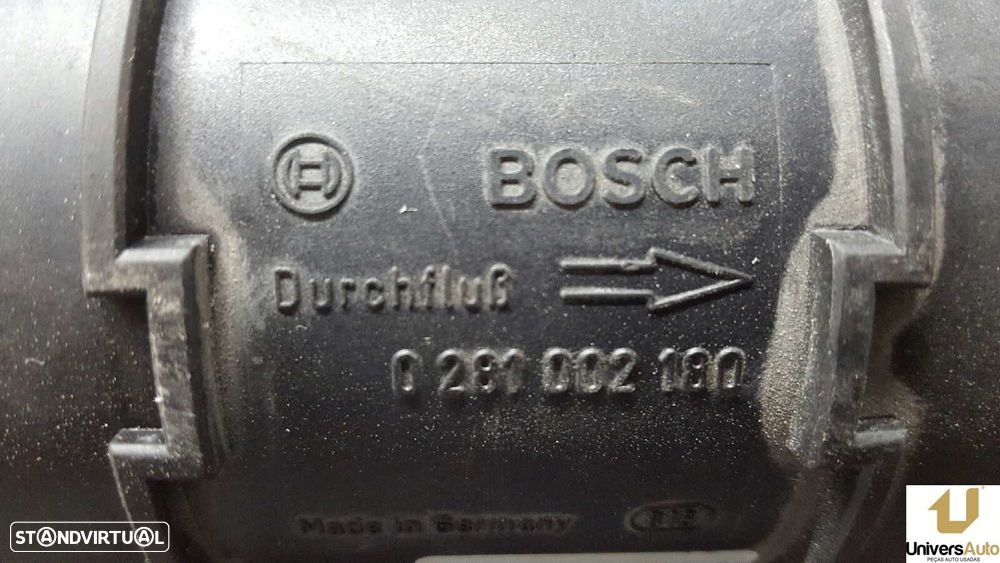 BOSCH
Durchfluß
0 281 002 180
Made in Germany
STANDVIRTUAL
UniversAuto
PEÇAS AUTO USADAS